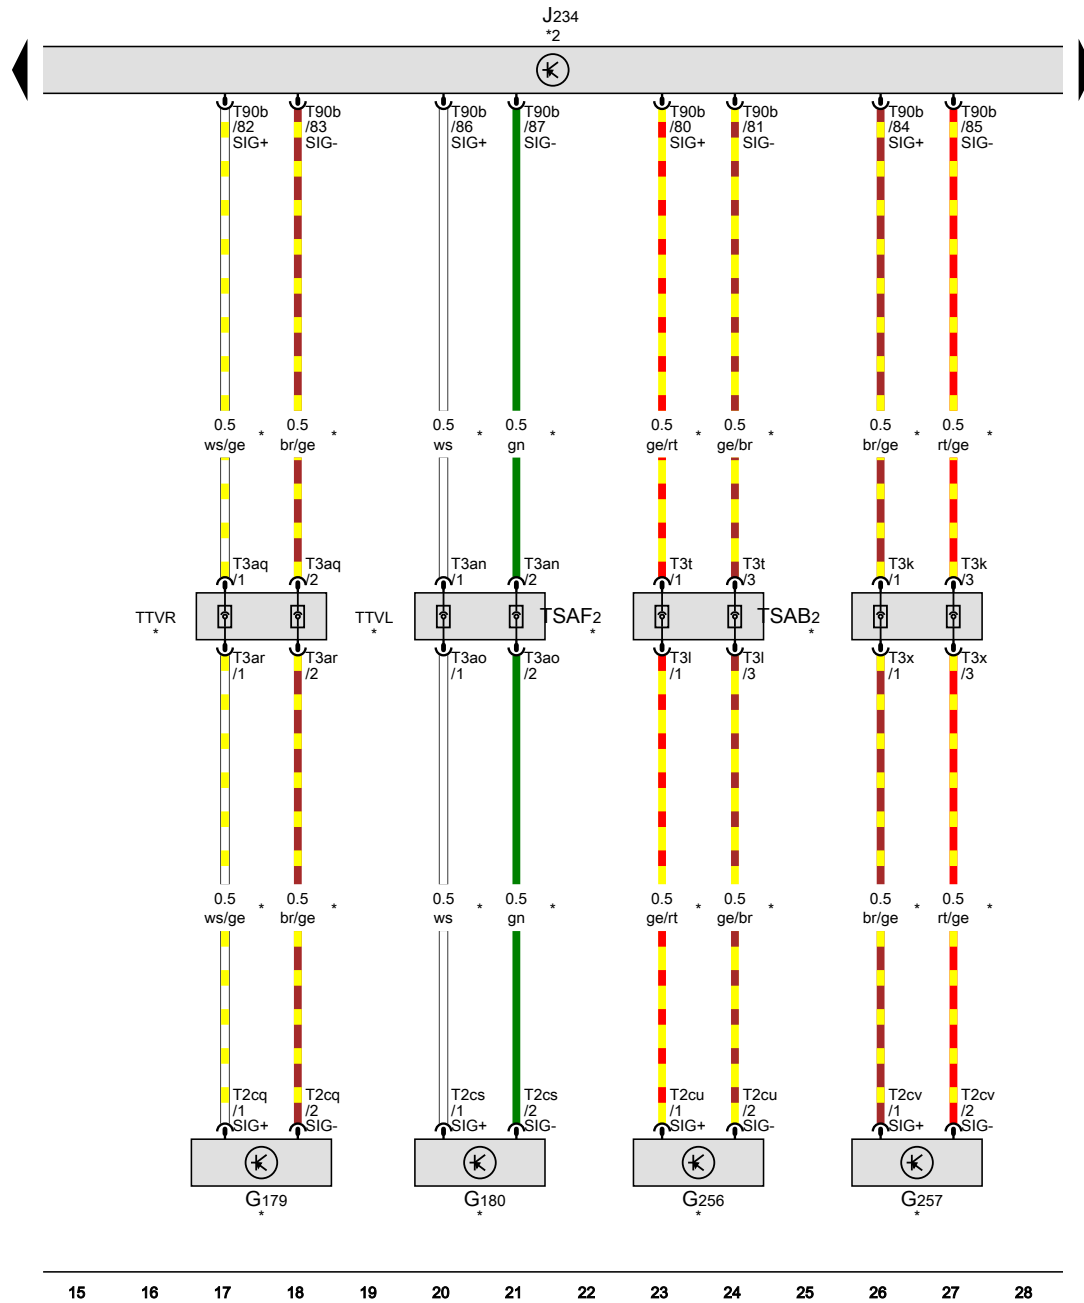 J234
*2
T90b T90b T90b T90b T90b T90b T90b T90b
/82 /83 /86 /87 /80 /81 /84 /85
SIG+ SIG- SIG+ SIG- SIG+ SIG- SIG+ SIG-
0.5 0.5 0.5 0.5 0.5 0.5 0.5 0.5
ws/ge * br/ge * ws * gn * ge/rt * ge/br * br/ge * rt/ge *
T3aq T3aq T3an T3an T3t T3t T3k T3k
/1 /2 /1 /2 /1 /3 /1 /3
TTVR TTVL TSAF2 TSAB2
* * * *
T3ar T3ar T3ao T3ao T3l T3l T3x T3x
/1 /2 /1 /2 /1 /3 /1 /3
0.5 0.5 0.5 0.5 0.5 0.5 0.5 0.5
ws/ge * br/ge * ws * gn * ge/rt * ge/br * br/ge * rt/ge *
T2cq T2cq T2cs T2cs T2cu T2cu T2cv T2cv
/1 /2 /1 /2 /1 /2 /1 /2
SIG+ SIG- SIG+ SIG- SIG+ SIG- SIG+ SIG-
G179 G180 G256 G257
* * * *
15 16 17 18 19 20 21 22 23 24 25 26 27 28